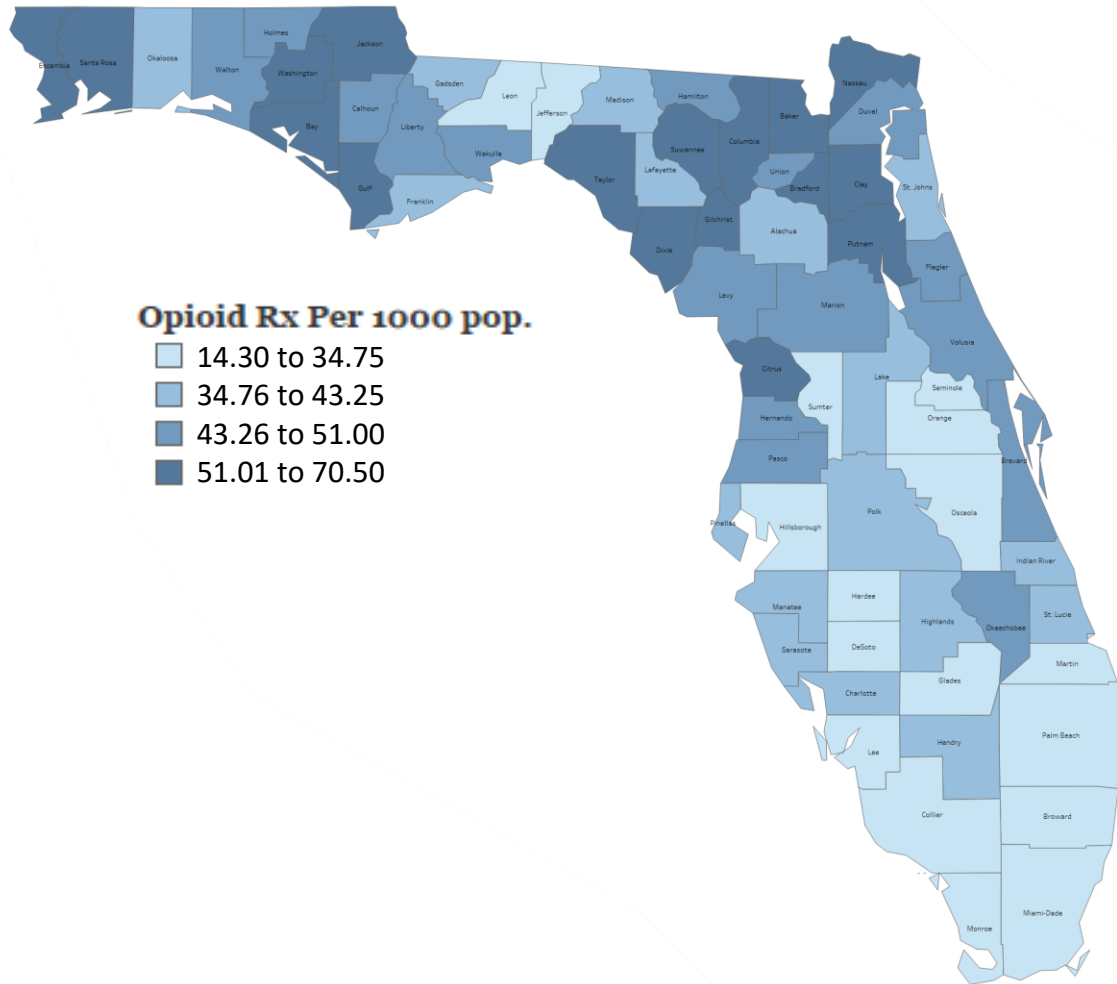 Holmes
Jackson
Escambia
Santa Rosa
Okaloosa
Walton
Washington
Gadsden
Leon
Jefferson
Madison
Hamilton
Nassau
Calhoun
Liberty
Bay
Wakulla
Suwannee
Columbia
Baker
Duval
Gulf
Franklin
Taylor
Lafayette
Union
Bradford
Clay
St. Johns
Dixie
Gilchrist
Alachua
Putnam
Flagler
Levy
Marion
Volusia
Opioid Rx Per 1000 pop.
14.30 to 34.75
34.76 to 43.25
43.26 to 51.00
51.01 to 70.50
Citrus
Sumter
Lake
Seminole
Hernando
Orange
Pasco
Brevard
Pinellas
Hillsborough
Polk
Osceola
Indian River
Manatee
Hardee
Highlands
Okeechobee
St. Lucie
Sarasota
DeSoto
Martin
Charlotte
Glades
Lee
Hendry
Palm Beach
Collier
Broward
Monroe
Miami-Dade